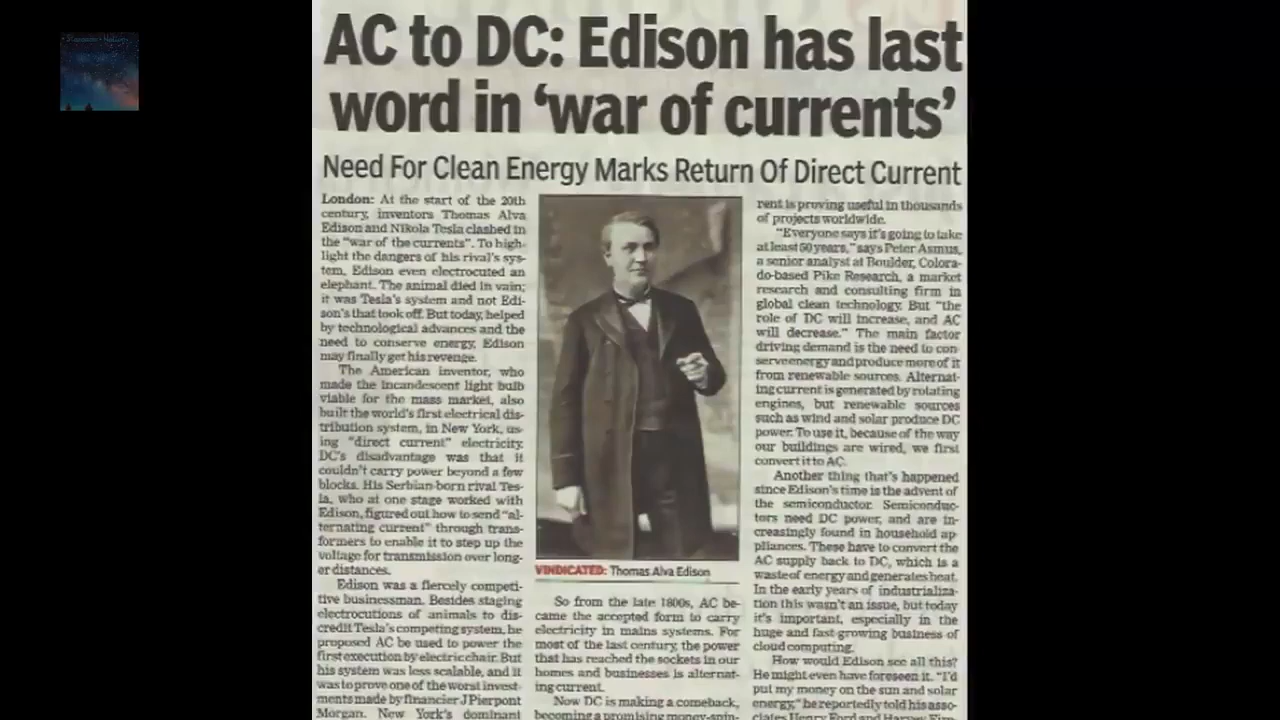 AC to DC: Edison has last
word in ‘war of currents’
Need For Clean Energy Marks Return Of Direct Current
London: At the start of the 20th
century, inventors Thomas Alva
Edison and Nikola Tesla clashed in
the “war of the currents”. To high-
light the dangers of his rival’s sys-
tem, Edison even electrocuted an
elephant. The animal died in vain;
it was Tesla’s system and not Edi-
son’s that took off. But today, helped
by technological advances and the
need to conserve energy, Edison
may finally get his revenge.
The American inventor, who
made the incandescent light bulb
viable for the mass market, also
built the world’s first electrical dis-
tribution system, in New York, us-
ing “direct current” electricity.
DC’s disadvantage was that it
couldn’t carry power beyond a few
blocks. His Serbian-born rival Tes-
la, who at one stage worked with
Edison, figured out how to send “al-
ternating current” through trans-
formers to enable it to step up the
voltage for transmission over long-
er distances.
Edison was a fiercely competi-
tive businessman. Besides staging
electrocutions of animals to dis-
credit Tesla’s competing system, he
proposed AC be used to power the
first execution by electric chair. But
his system was less scalable, and it
was to prove one of the worst invest-
ments made by financier J Pierpont
Morgan. New York’s dominant
VINDICATED: Thomas Alva Edison
So from the late 1800s, AC be-
came the accepted form to carry
electricity in mains systems. For
most of the last century, the power
that has reached the sockets in our
homes and businesses is alternat-
ing current.
Now DC is making a comeback,
becoming a promising money-spin-
rent is proving useful in thousands
of projects worldwide.
“Everyone says it’s going to take
at least 50 years,” says Peter Asmus,
a senior analyst at Boulder, Colora-
do-based Pike Research, a market
research and consulting firm in
global clean technology. But “the
role of DC will increase, and AC
will decrease.” The main factor
driving demand is the need to con-
serve energy and produce more of it
from renewable sources. Alternat-
ing current is generated by rotating
engines, but renewable sources
such as wind and solar produce DC
power. To use it, because of the way
our buildings are wired, we first
convert it to AC.
Another thing that’s happened
since Edison’s time is the advent of
the semiconductor. Semiconduc-
tors need DC power, and are in-
creasingly found in household ap-
pliances. These have to convert the
AC supply back to DC, which is a
waste of energy and generates heat.
In the early years of industrializa-
tion this wasn’t an issue, but today
it’s important, especially in the
huge and fast-growing business of
cloud computing.
How would Edison see all this?
He might even have foreseen it. “I’d
put my money on the sun and solar
energy,” he reportedly told his asso-
ciates Henry Ford and Harvey Fire-